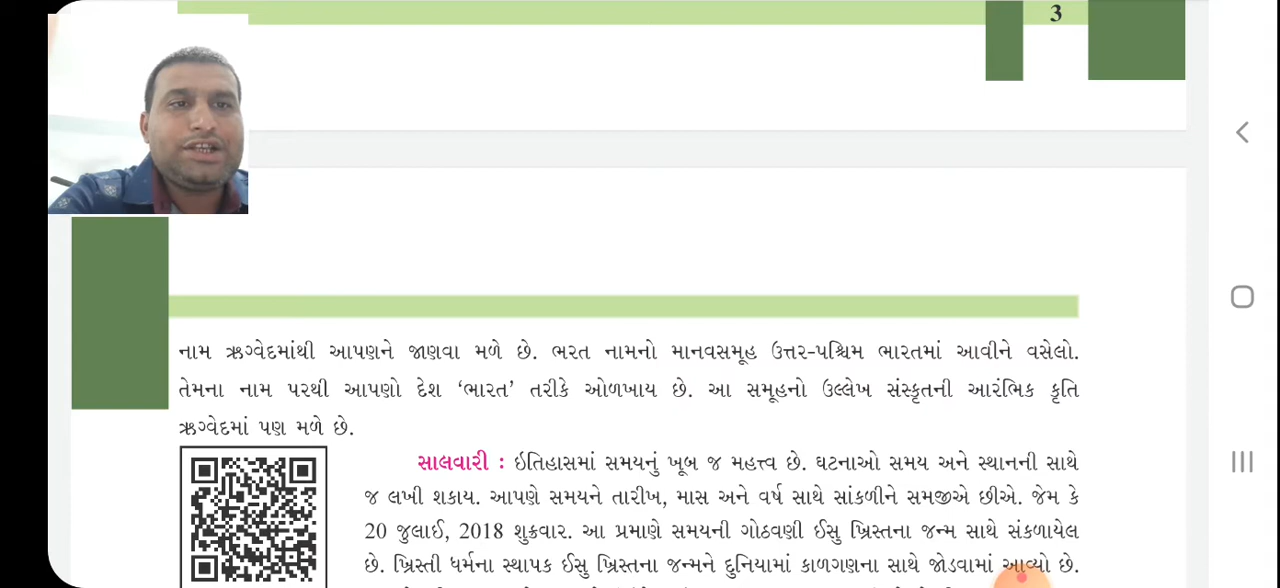 3
નામ ઋગ્વેદમાંથી આપણને જાણવા મળે છે. ભરત નામનો માનવસમૂહ ઉત્તર-પશ્ચિમ ભારતમાં આવીને વસેલો.
તેમના નામ પરથી આપણો દેશ ‘ભારત’ તરીકે ઓળખાય છે. આ સમૂહનો ઉલ્લેખ સંસ્કૃતની આરંભિક કૃતિ
ઋગ્વેદમાં પણ મળે છે.
સાલવારી : ઇતિહાસમાં સમયનું ખૂબ જ મહત્ત્વ છે. ઘટનાઓ સમય અને સ્થાનની સાથે
જ લખી શકાય. આપણે સમયને તારીખ, માસ અને વર્ષ સાથે સાંકળીને સમજીએ છીએ. જેમ કે
20 જુલાઈ, 2018 શુક્રવાર. આ પ્રમાણે સમયની ગોઠવણી ઈસુ ખ્રિસ્તના જન્મ સાથે સંકળાયેલ
છે. ખ્રિસ્તી ધર્મના સ્થાપક ઈસુ ખ્રિસ્તના જન્મને દુનિયામાં કાળગણના સાથે જોડવામાં આવ્યો છે.